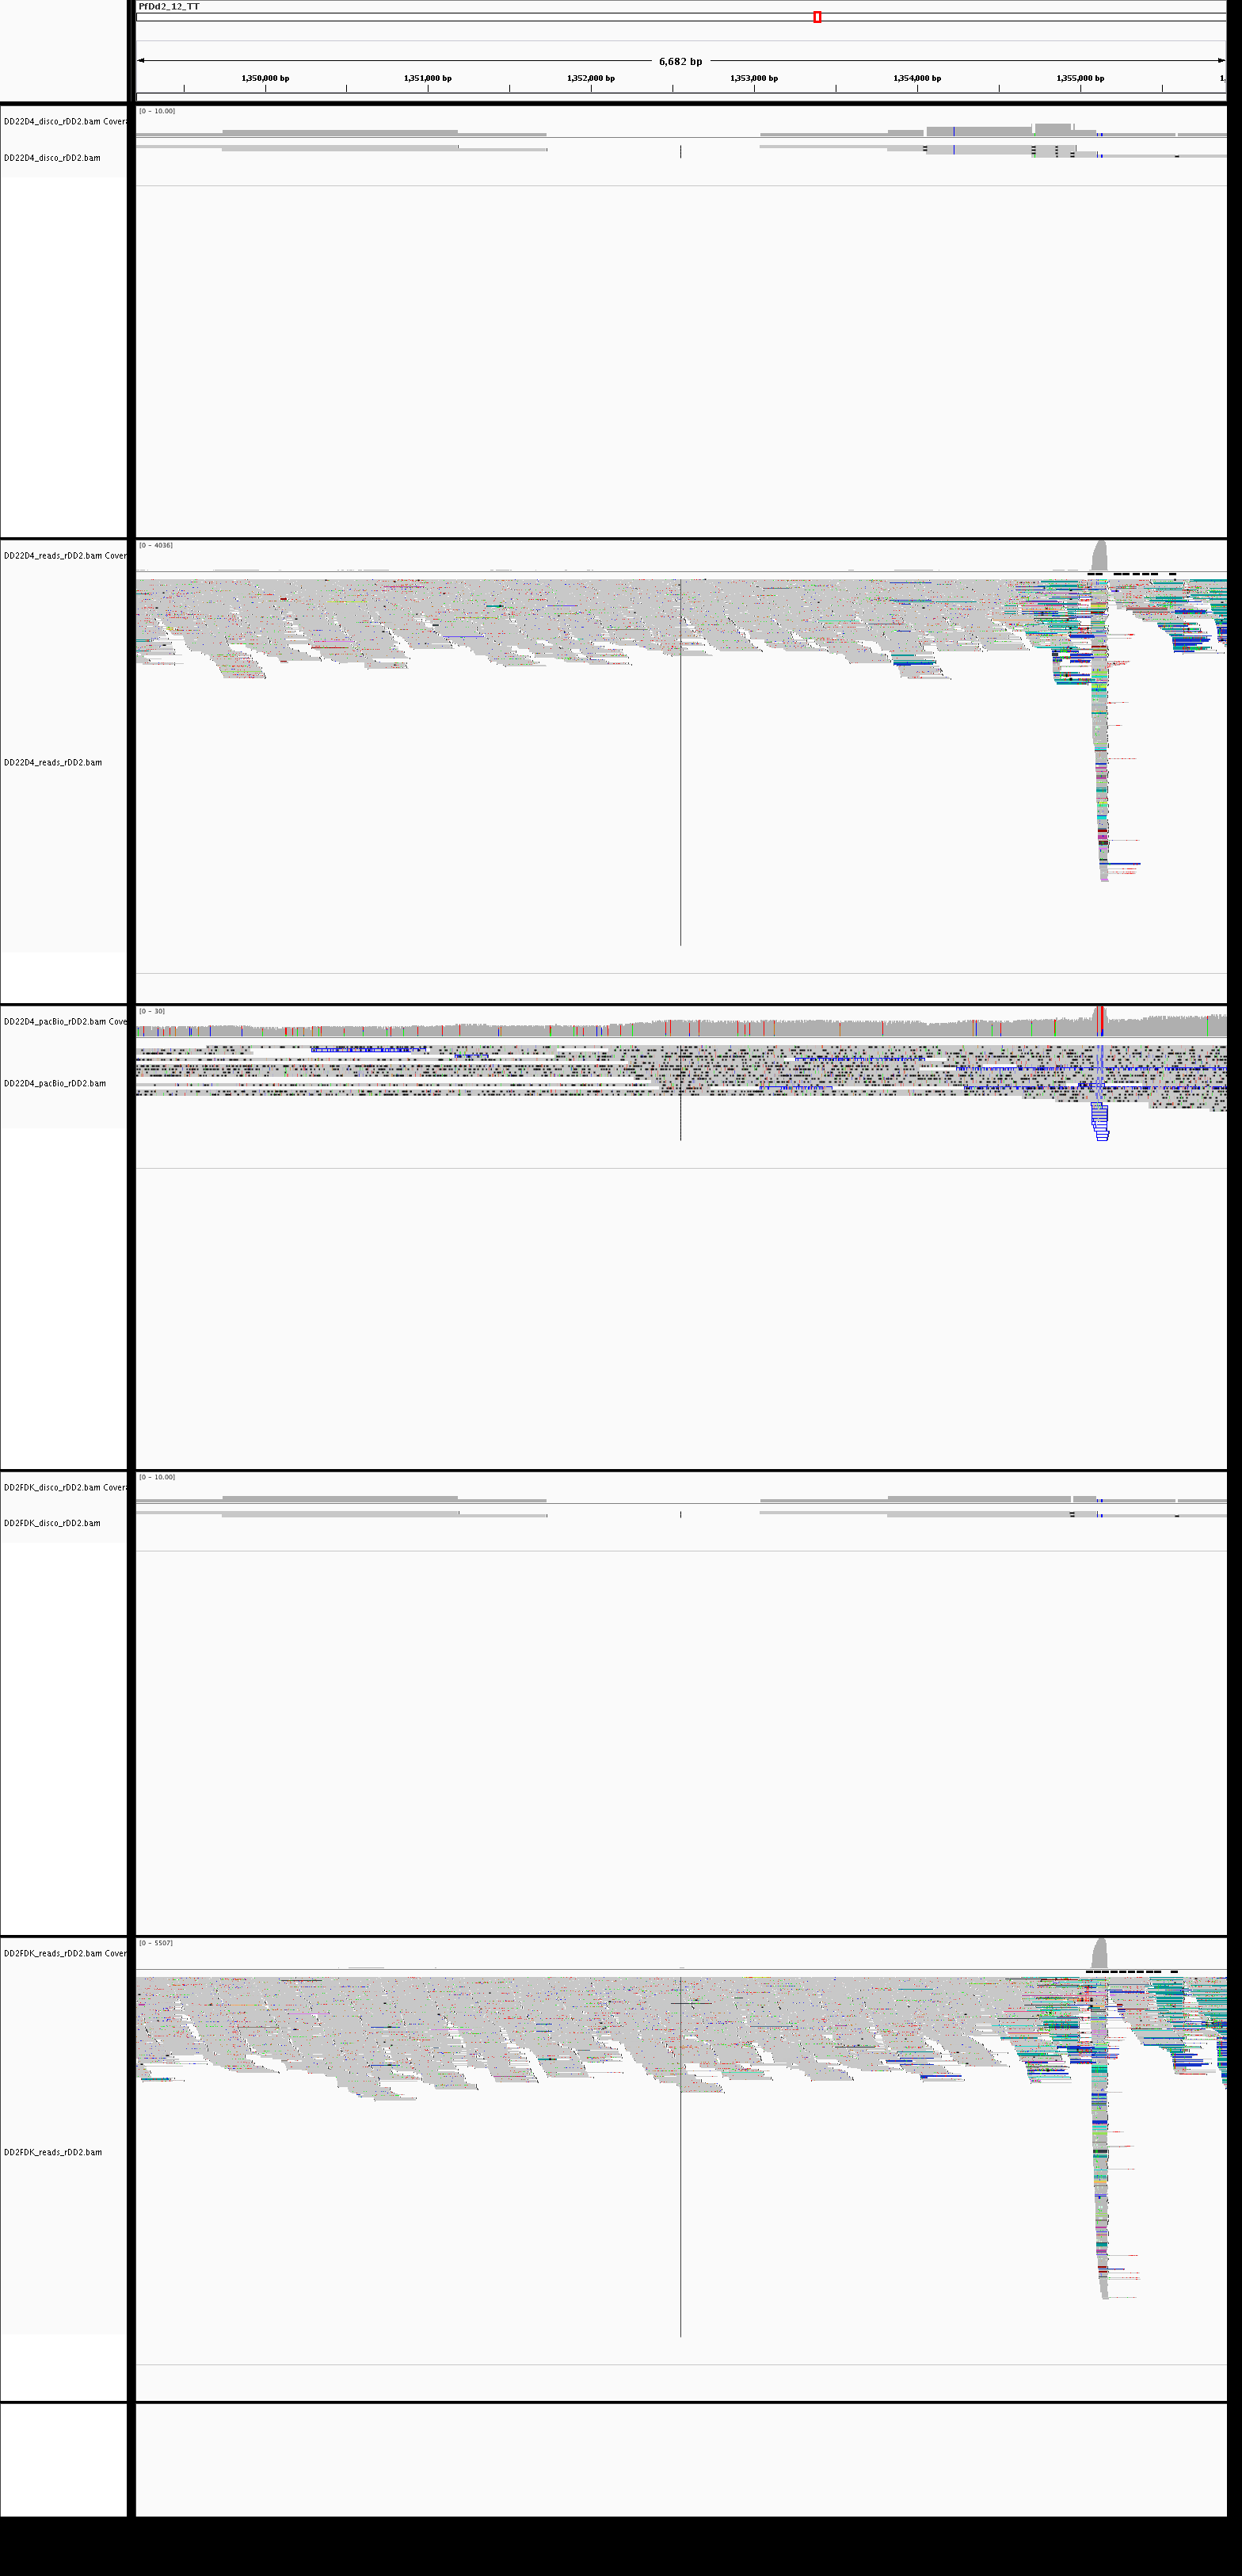 PfDd2_12_TT
6,682 bp
1,350,000 bp 1,351,000 bp 1,352,000 bp 1,353,000 bp 1,354,000 bp 1,355,000 bp 1,
[0 - 10.00]
DD22D4_disco_rDD2.bam Covera
DD22D4_disco_rDD2.bam
[0 - 4036]
DD22D4_reads_rDD2.bam Cover
DD22D4_reads_rDD2.bam
[0 - 30]
DD22D4_pacBio_rDD2.bam Cove
DD22D4_pacBio_rDD2.bam
[0 - 10.00]
DD2FDK_disco_rDD2.bam Covera
DD2FDK_disco_rDD2.bam
[0 - 5507]
DD2FDK_reads_rDD2.bam Cover
DD2FDK_reads_rDD2.bam